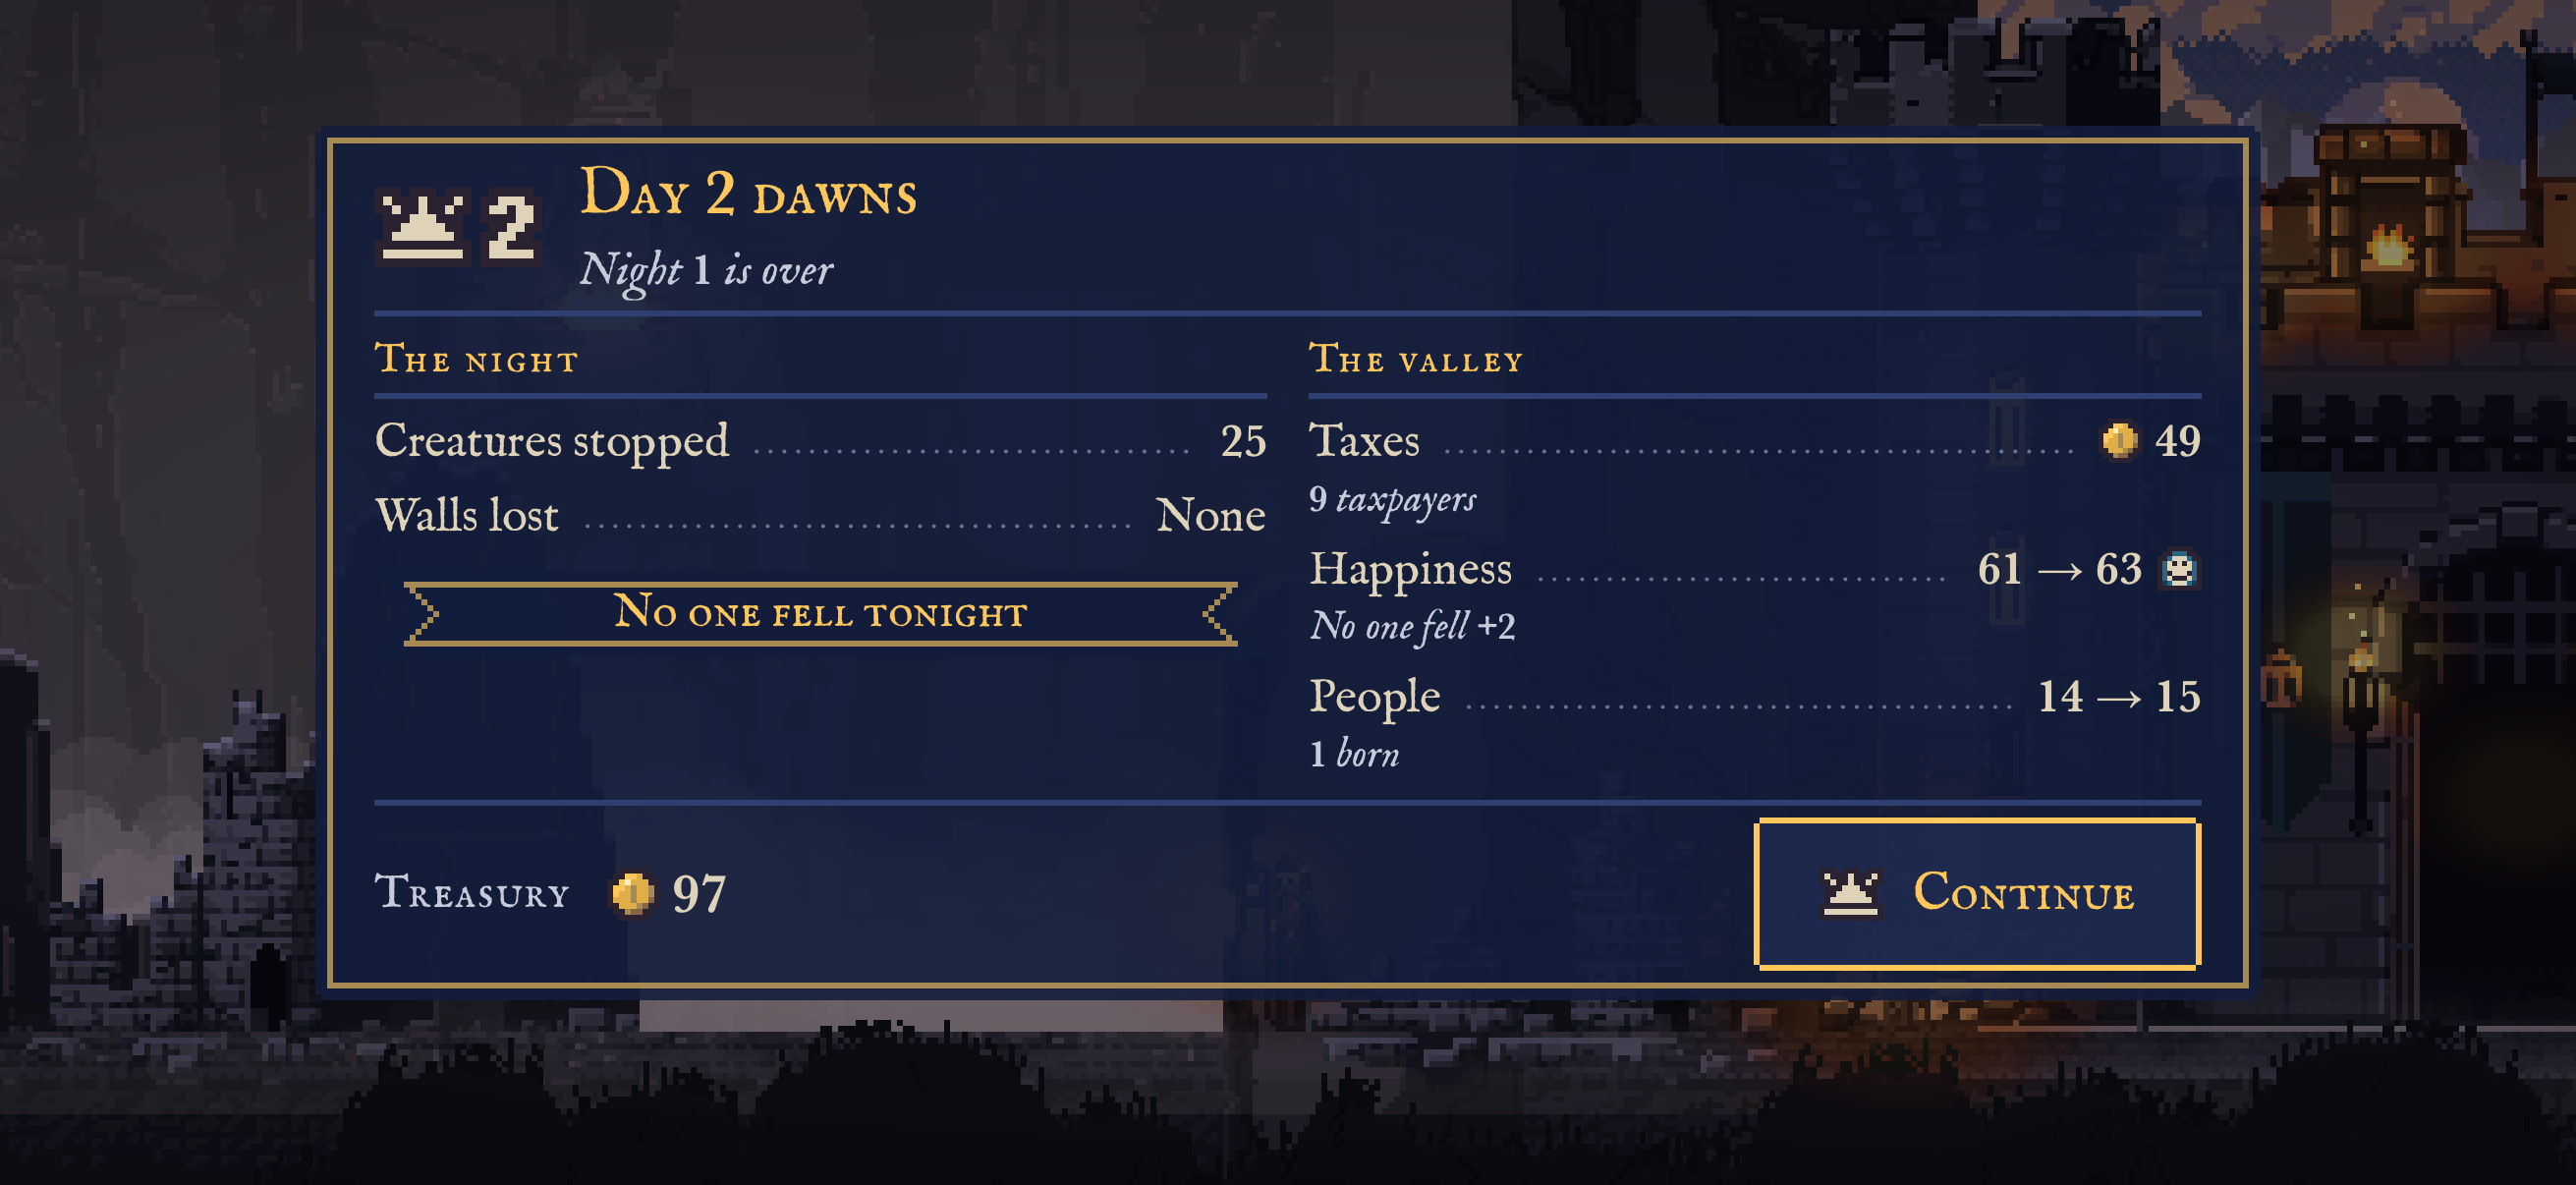 2
Day 2 dawns
Night 1 is over
The night
Creatures stopped 25
Walls lost None
No one fell tonight
The valley
Taxes 49
9 taxpayers
Happiness 61 → 63
No one fell +2
People 14 → 15
1 born
Treasury 97
Continue